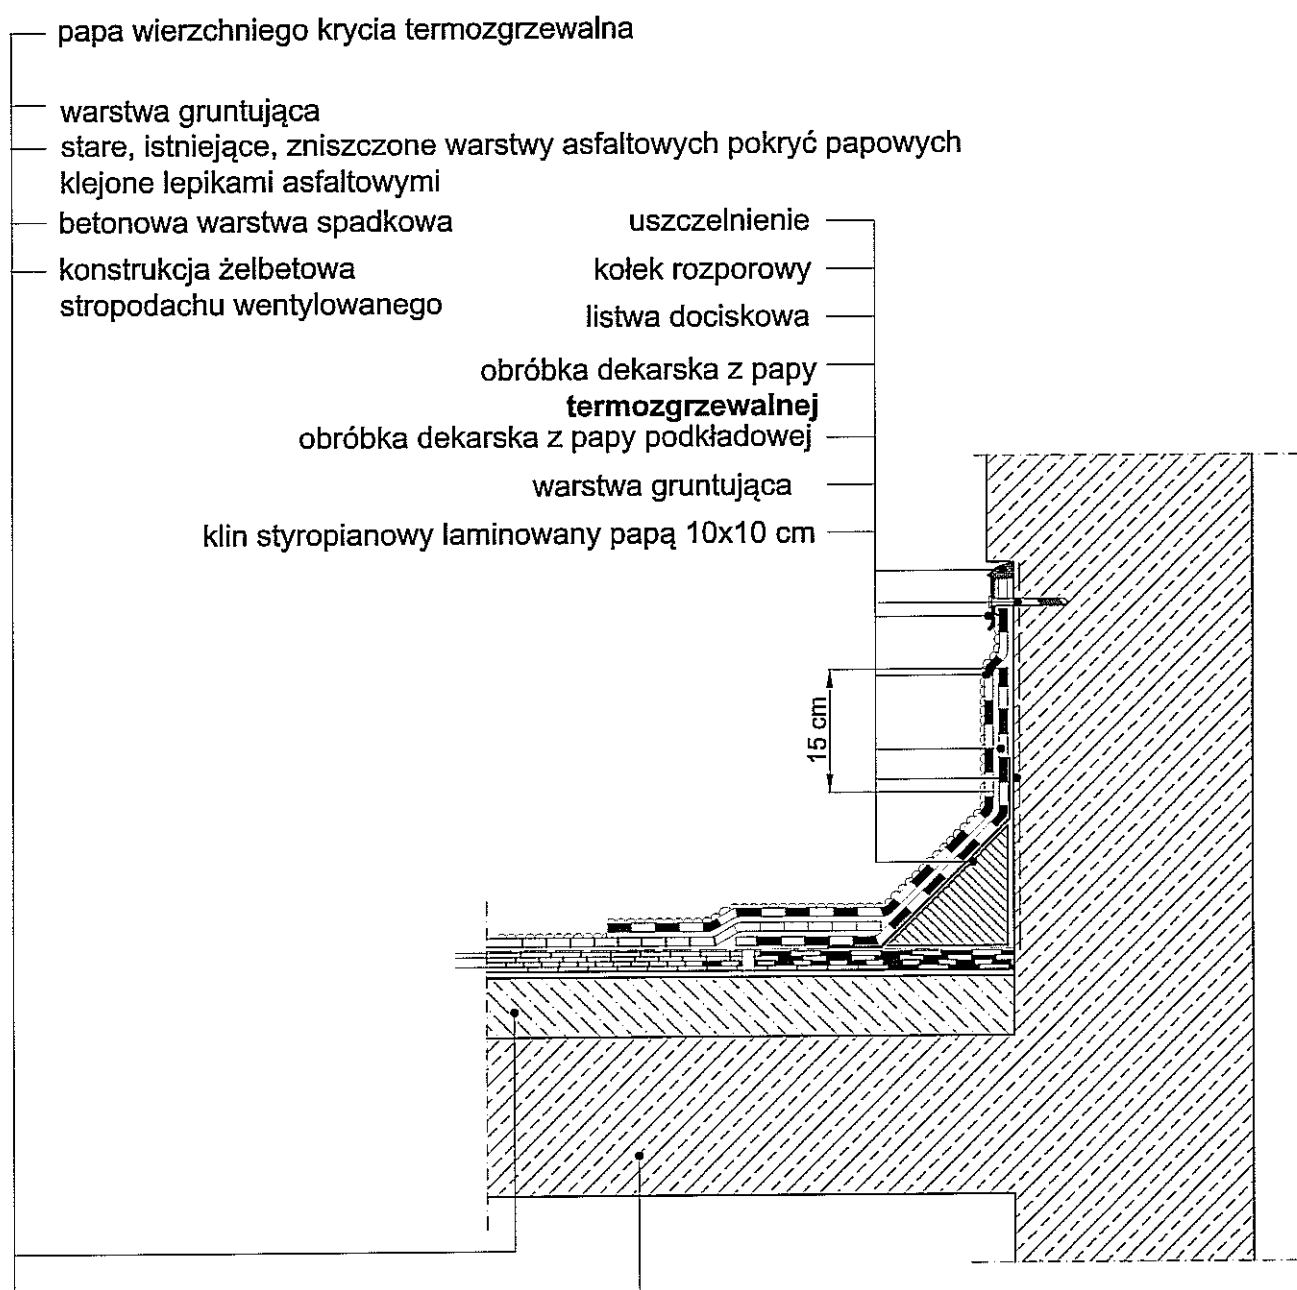 papa wierzchniego krycia termozgrzewalna
warstwa gruntująca
stare, istniejące, zniszczone warstwy asfaltowych pokryć papowych
klejone lepikami asfaltowymi
betonowa warstwa spadkowa
konstrukcja żelbetowa
stropodachu wentylowanego
uszczelnienie
kołek rozporowy
listwa dociskowa
obróbka dekarska z papy
termozgrzewalnej
obróbka dekarska z papy podkładowej
warstwa gruntująca
klin styropianowy laminowany papą 10x10 cm
15 cm